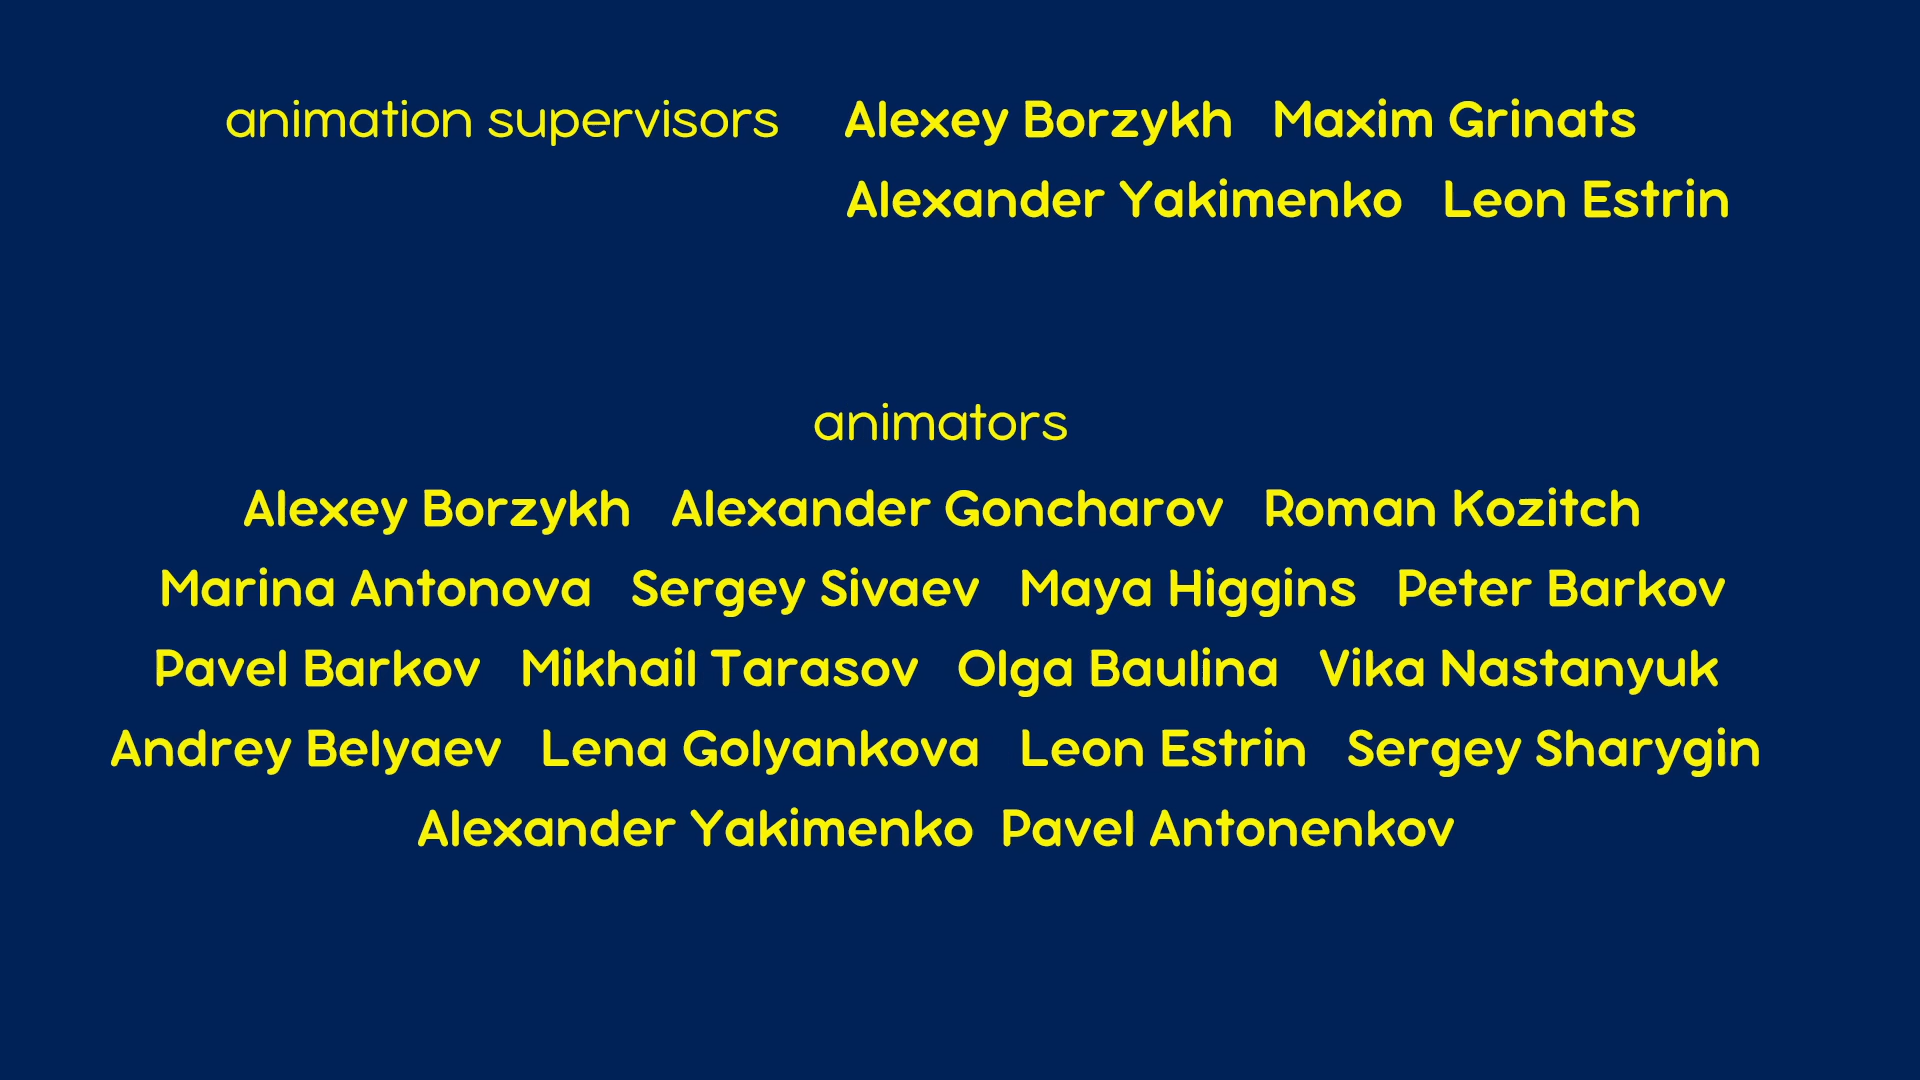 animation supervisors Alexey Borzykh Maxim Grinats
Alexander Yakimenko Leon Estrin
animators
Alexey Borzykh Alexander Goncharov Roman Kozitch
Marina Antonova Sergey Sivaev Maya Higgins Peter Barkov
Pavel Barkov Mikhail Tarasov Olga Baulina Vika Nastanyuk
Andrey Belyaev Lena Golyankova Leon Estrin Sergey Sharygin
Alexander Yakimenko Pavel Antonenkov